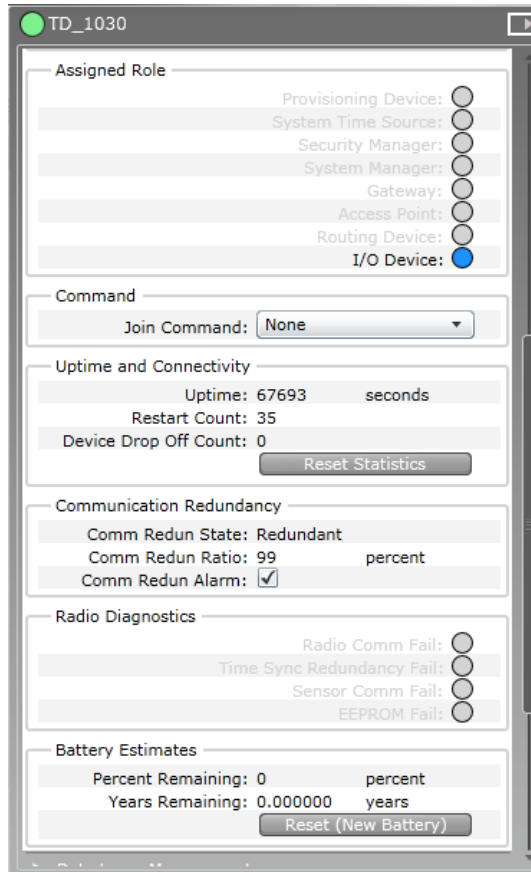 TD_1030
Assigned Role
Provisioning Device:
System Time Source:
Security Manager:
System Manager:
Gateway:
Access Point:
Routing Device:
I/O Device:
Command
Join Command: None
Uptime and Connectivity
Uptime: 67693 seconds
Restart Count: 35
Device Drop Off Count: 0
Reset Statistics
Communication Redundancy
Comm Redun State: Redundant
Comm Redun Ratio: 99 percent
Comm Redun Alarm:
Radio Diagnostics
Radio Comm Fail:
Time Sync Redundancy Fail:
Sensor Comm Fail:
EEPROM Fail:
Battery Estimates
Percent Remaining: 0 percent
Years Remaining: 0.000000 years
Reset (New Battery)